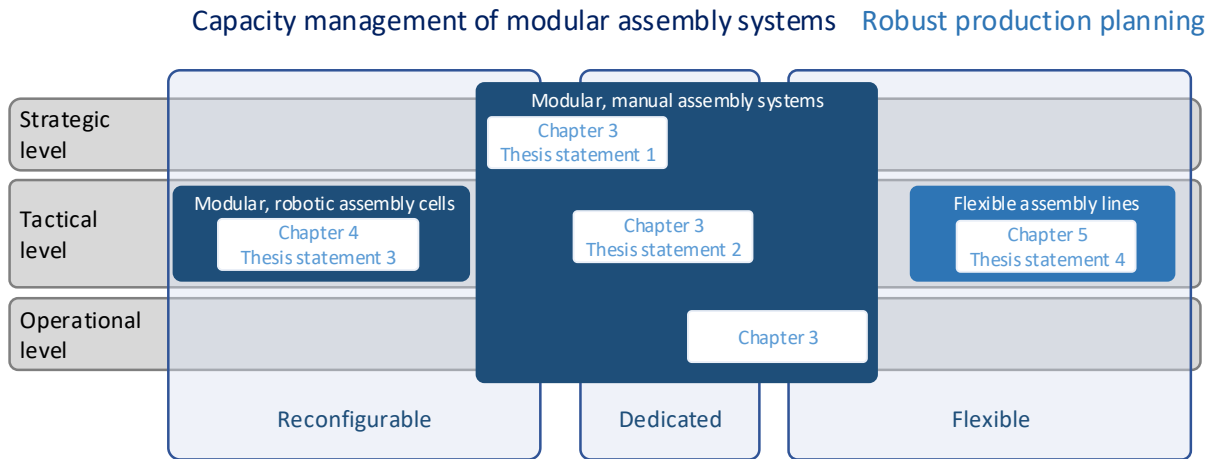 Capacity management of modular assembly systems
Robust production planning
Modular, manual assembly systems
Strategic
level
Chapter 3
Thesis statement 1
Tactical
level
Modular, robotic assembly cells
Chapter 4
Thesis statement 3
Chapter 3
Thesis statement 2
Flexible assembly lines
Chapter 5
Thesis statement 4
Operational
level
Chapter 3
Reconfigurable
Dedicated
Flexible